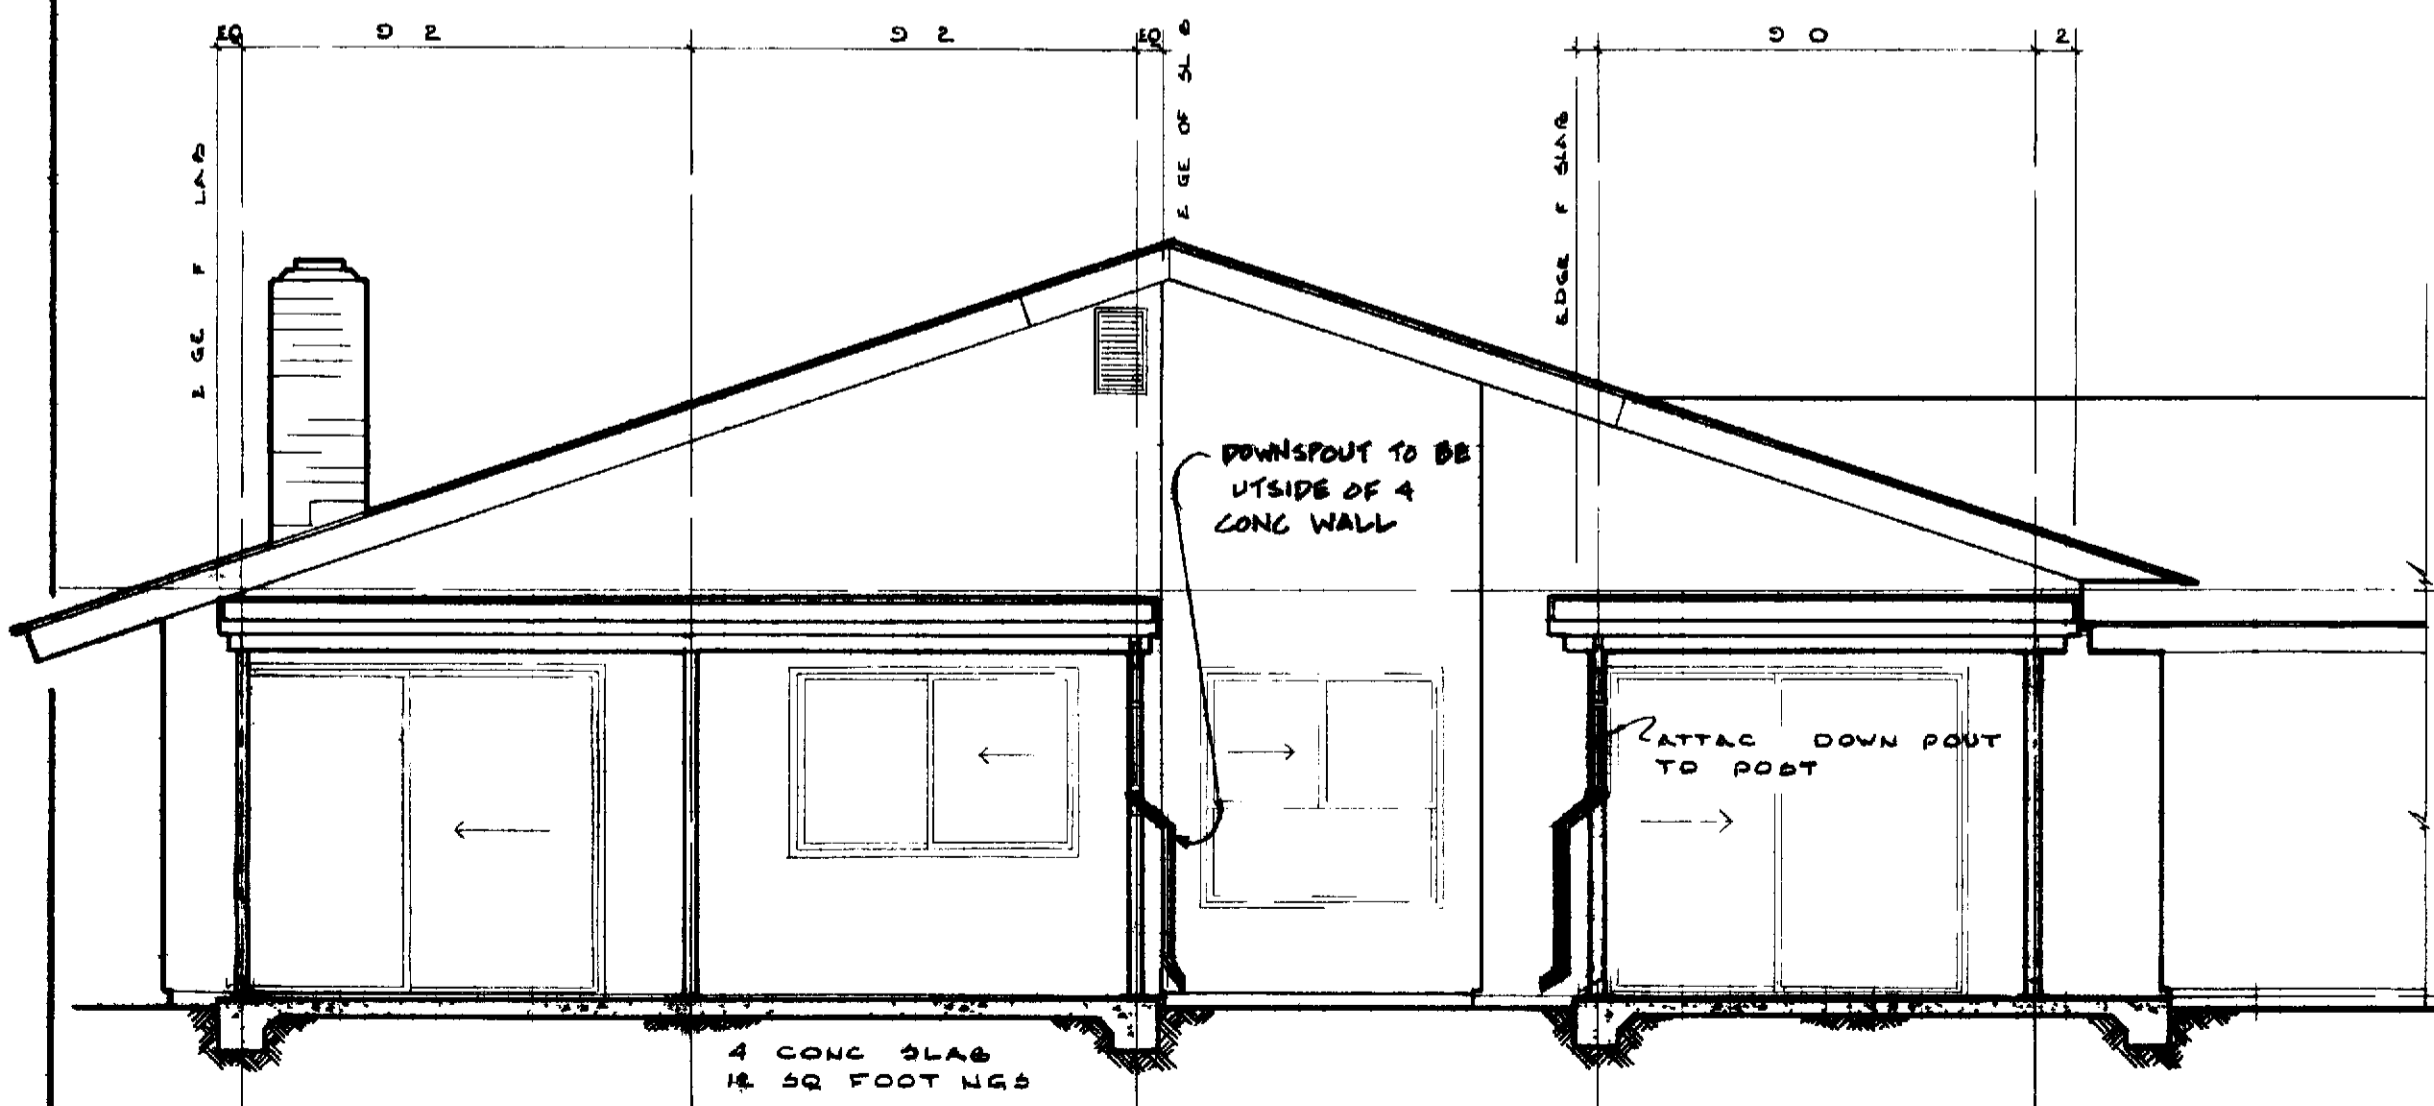 EQ 9 2 9 2 EQ 9 0 2
E GE F LAB
E GE OF SL B
EDGE F SLAB
DOWNSPOUT TO BE
UTSIDE OF 4
CONC WALL
ATTAC DOWN POUT
TO POST
4 CONC SLAB
12 SQ FOOT NGS